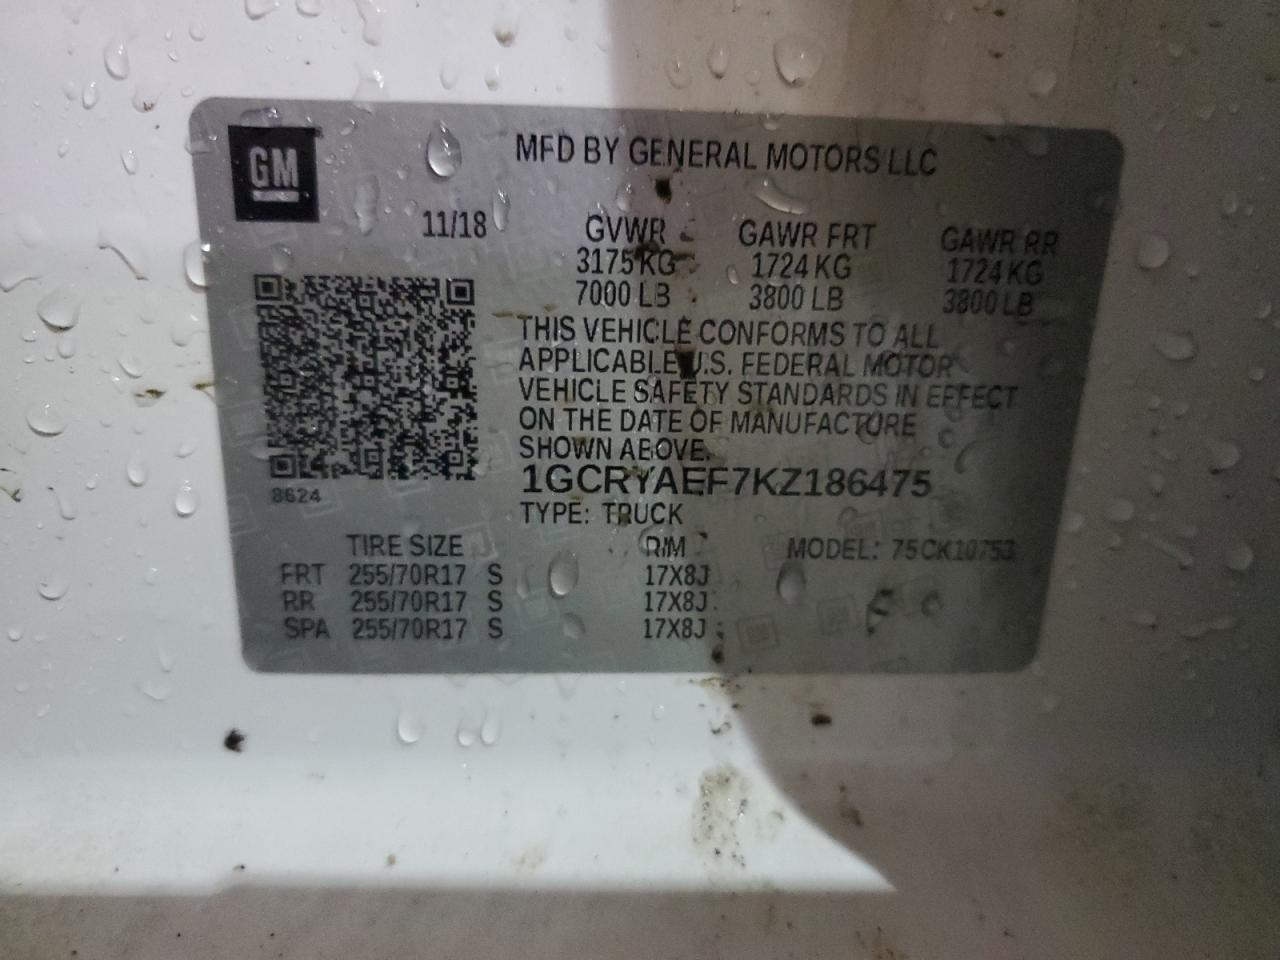 GM
MFD BY GENERAL MOTORS LLC
11/18 GVWR GAWR FRT GAWR RR
3175 KG 1724 KG 1724 KG
7000 LB 3800 LB 3800 LB
THIS VEHICLE CONFORMS TO ALL
APPLICABLE U.S. FEDERAL MOTOR
VEHICLE SAFETY STANDARDS IN EFFECT
ON THE DATE OF MANUFACTURE
SHOWN ABOVE.
1GCRYAEF7KZ186475
8624
TYPE: TRUCK
TIRE SIZE RIM MODEL: 75CK10753
FRT 255/70R17 S 17X8J
RR 255/70R17 S 17X8J
SPA 255/70R17 S 17X8J